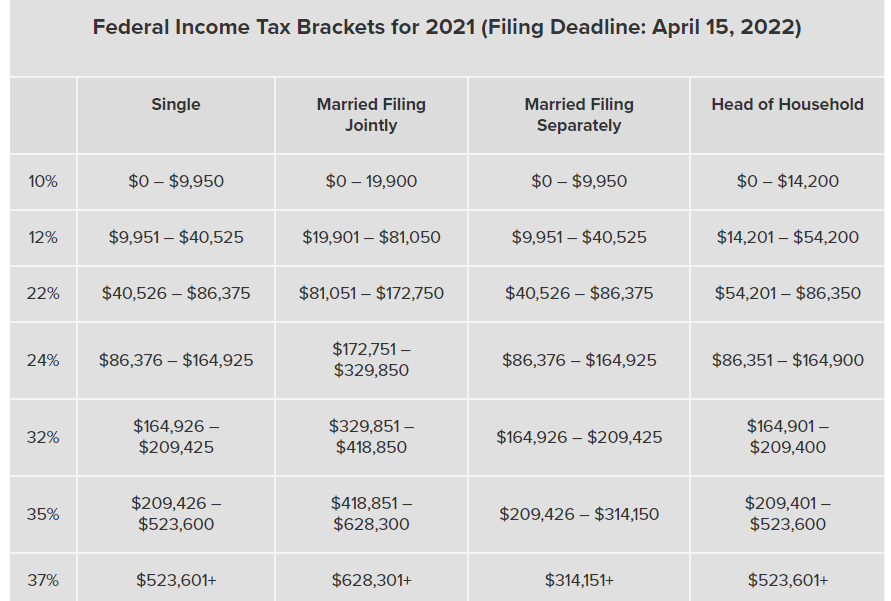 Federal Income Tax Brackets for 2021 (Filing Deadline: April 15, 2022)
Single
Married Filing
Jointly
Married Filing
Separately
Head of Household
10%
$0 – $9,950
$0 – 19,900
$0 – $9,950
$0 – $14,200
12%
$9,951 – $40,525
$19,901 – $81,050
$9,951 – $40,525
$14,201 – $54,200
22%
$40,526 – $86,375
$81,051 – $172,750
$40,526 – $86,375
$54,201 – $86,350
24%
$86,376 – $164,925
$172,751 –
$329,850
$86,376 – $164,925
$86,351 – $164,900
32%
$164,926 –
$209,425
$329,851 –
$418,850
$164,926 – $209,425
$164,901 –
$209,400
35%
$209,426 –
$523,600
$418,851 –
$628,300
$209,426 – $314,150
$209,401 –
$523,600
37%
$523,601+
$628,301+
$314,151+
$523,601+